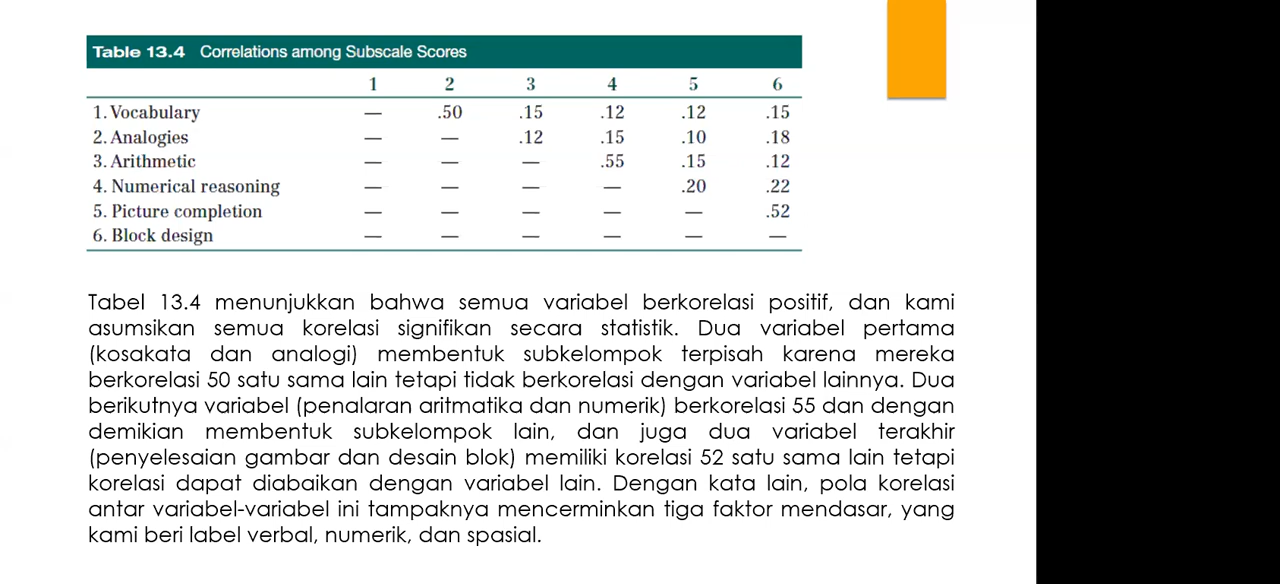 Table 13.4 Correlations among Subscale Scores
1 2 3 4 5 6
1. Vocabulary — .50 .15 .12 .12 .15
2. Analogies — — .12 .15 .10 .18
3. Arithmetic — — — .55 .15 .12
4. Numerical reasoning — — — — .20 .22
5. Picture completion — — — — — .52
6. Block design — — — — — —
Tabel 13.4 menunjukkan bahwa semua variabel berkorelasi positif, dan kami
asumsikan semua korelasi signifikan secara statistik. Dua variabel pertama
(kosakata dan analogi) membentuk subkelompok terpisah karena mereka
berkorelasi 50 satu sama lain tetapi tidak berkorelasi dengan variabel lainnya. Dua
berikutnya variabel (penalaran aritmatika dan numerik) berkorelasi 55 dan dengan
demikian membentuk subkelompok lain, dan juga dua variabel terakhir
(penyelesaian gambar dan desain blok) memiliki korelasi 52 satu sama lain tetapi
korelasi dapat diabaikan dengan variabel lain. Dengan kata lain, pola korelasi
antar variabel-variabel ini tampaknya mencerminkan tiga faktor mendasar, yang
kami beri label verbal, numerik, dan spasial.